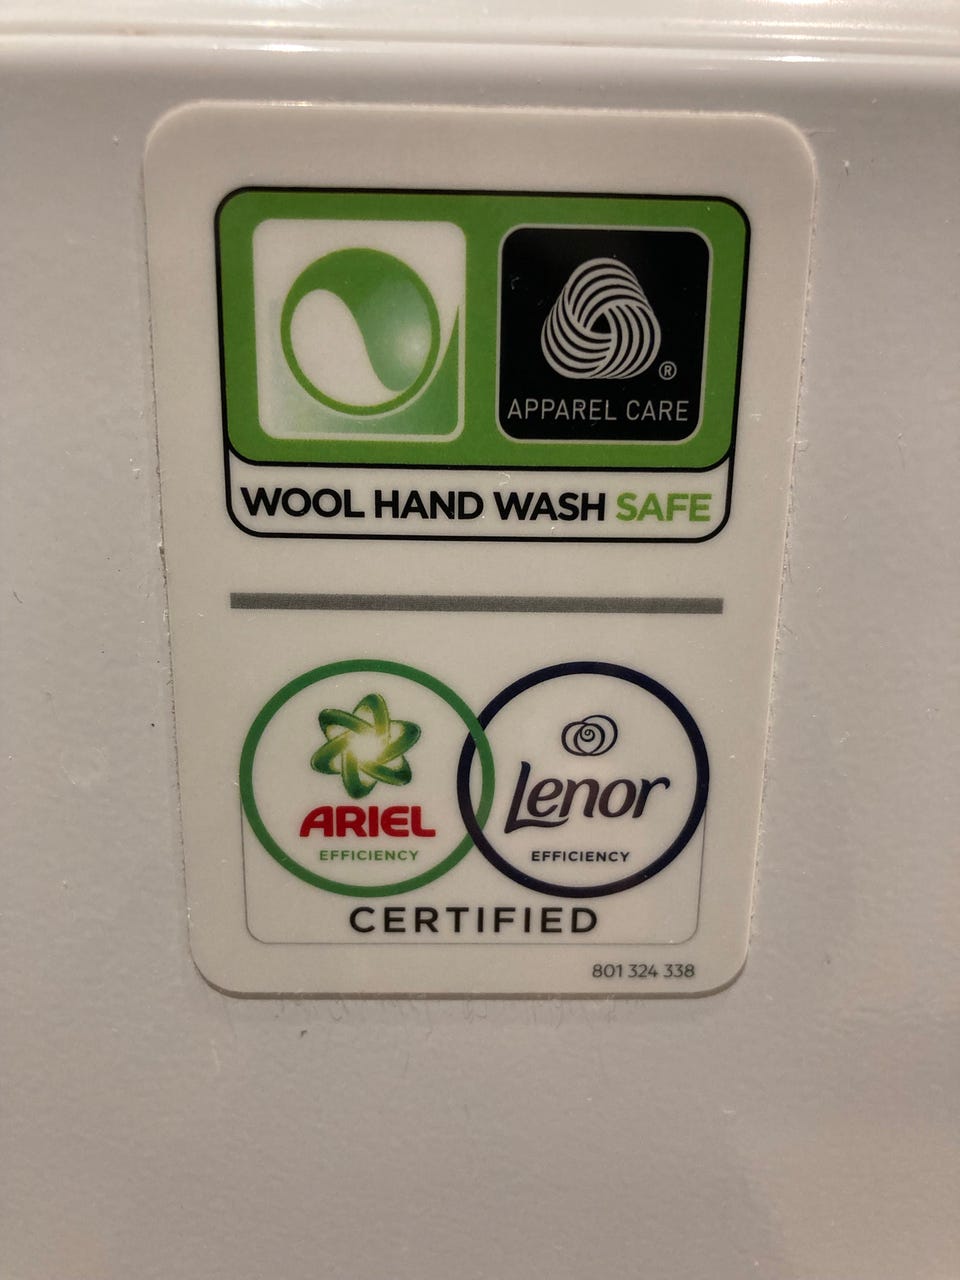 ®
APPAREL CARE
WOOL HAND WASH SAFE
ARIEL
EFFICIENCY
Lenor
EFFICIENCY
CERTIFIED
801 324 338